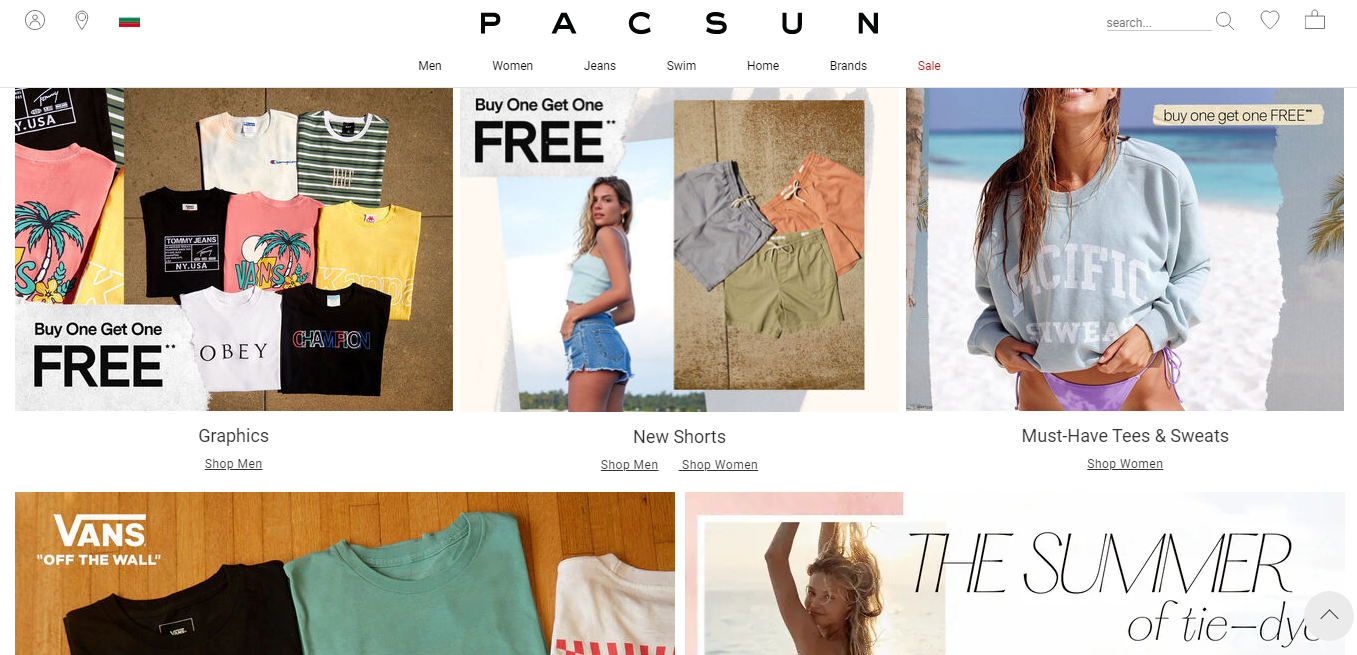 PACSUN
search...
Men
Women
Jeans
Swim
Home
Brands
Sale
Y.USA
TOMMY JEANS
NY.USA
VANS
Kappa
OBEY
CHAMPION
Buy One Get One
FREE**
Buy One Get One
FREE**
buy one get one FREE**
PACIFIC
Graphics
Shop Men
New Shorts
Shop Men
Shop Women
Must-Have Tees & Sweats
Shop Women
VANS
"OFF THE WALL"
VANS
THE SUMMER
of tie-dye